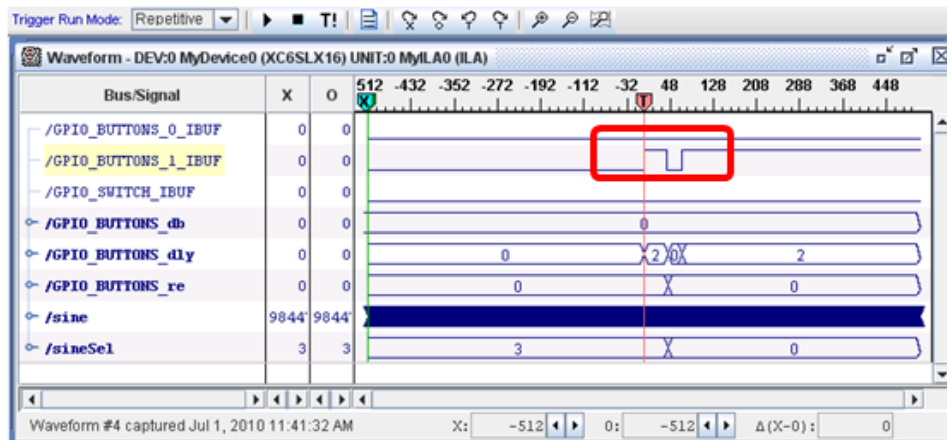 Trigger Run Mode: Repetitive T!
Waveform - DEV:0 MyDevice0 (XC6SLX16) UNIT:0 MyILA0 (ILA)
Bus/Signal X O 512 -432 -352 -272 -192 -112 -32 48 128 208 288 368 448
X T
/GPIO_BUTTONS_0_IBUF 0 0
/GPIO_BUTTONS_1_IBUF 0 0
/GPIO_SWITCH_IBUF 0 0
/GPIO_BUTTONS_db 0 0 0
/GPIO_BUTTONS_dly 0 0 0 2 0 2
/GPIO_BUTTONS_re 0 0 0 0
/sine 9844 9844
/sineSel 3 3 3 0
Waveform #4 captured Jul 1, 2010 11:41:32 AM X: -512 O: -512 Δ(X-O): 0